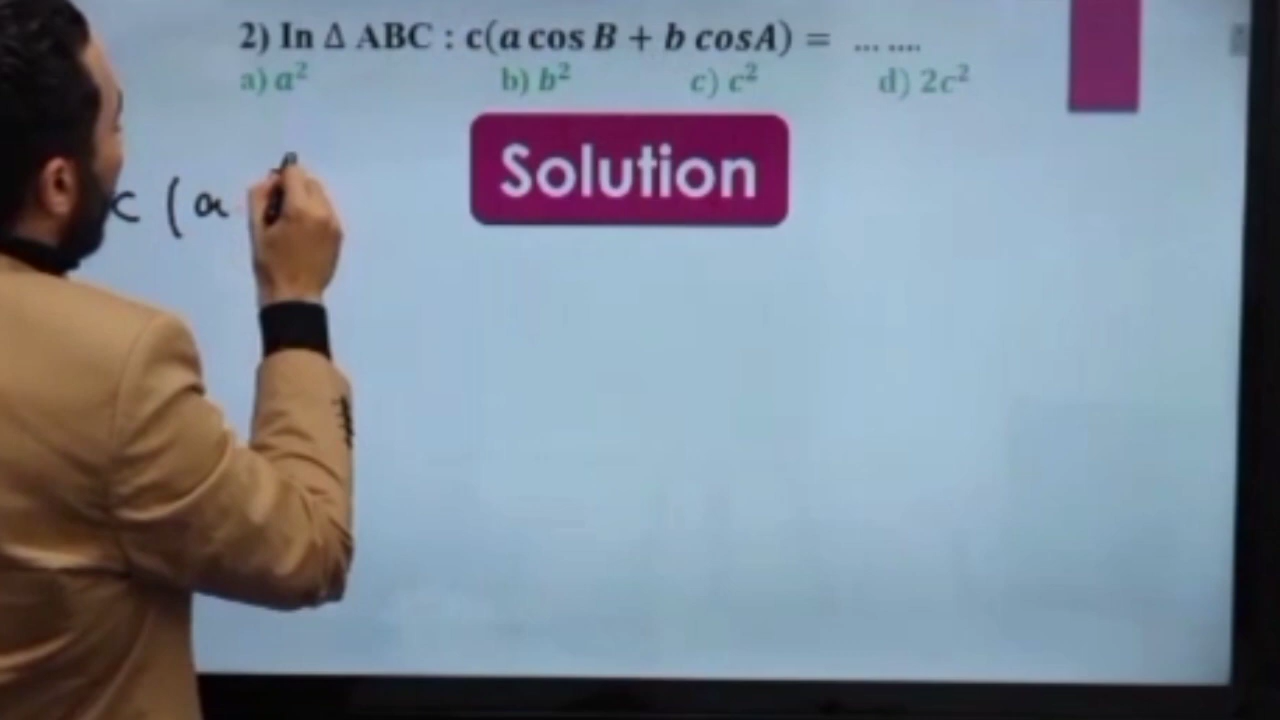 2) In Δ ABC : c(a cos B + b cosA) = ... ....
a) a² b) b² c) c² d) 2c²
Solution
c (a